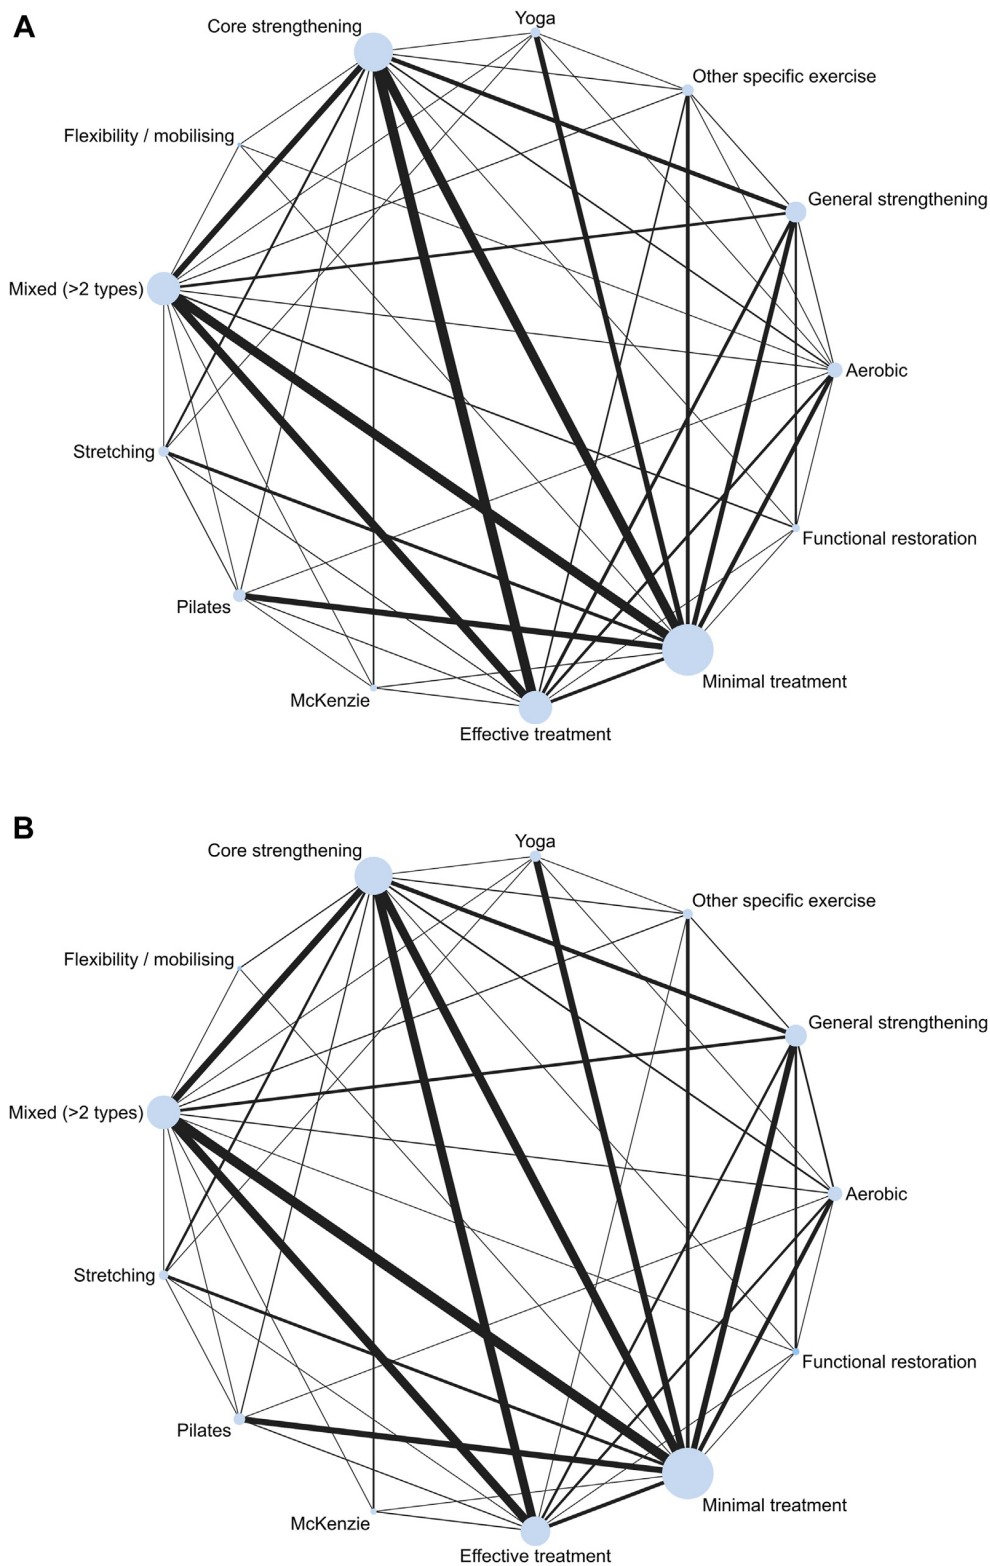 A
Yoga
Core strengthening
Other specific exercise
Flexibility / mobilising
General strengthening
Mixed (>2 types)
Aerobic
Stretching
Functional restoration
Pilates
Minimal treatment
McKenzie
Effective treatment
B
Yoga
Core strengthening
Other specific exercise
Flexibility / mobilising
General strengthening
Mixed (>2 types)
Aerobic
Stretching
Functional restoration
Pilates
Minimal treatment
McKenzie
Effective treatment